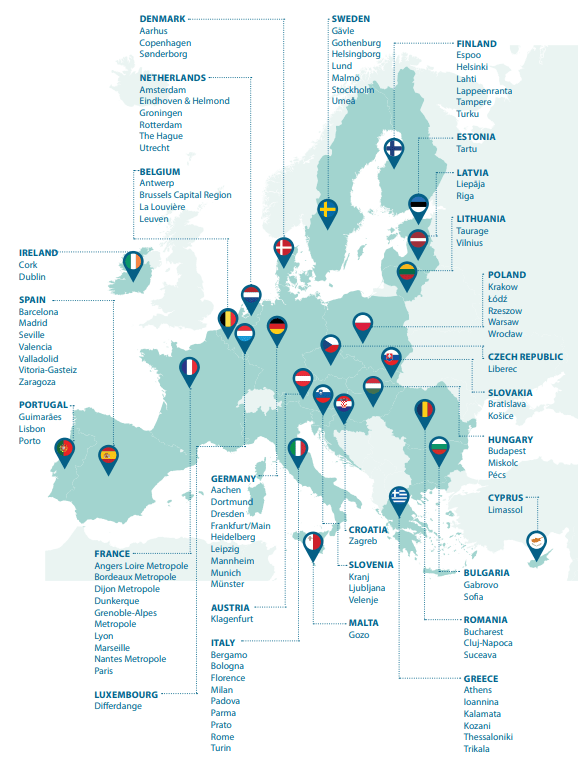 DENMARK
Aarhus
Copenhagen
Sønderborg
NETHERLANDS
Amsterdam
Eindhoven & Helmond
Groningen
Rotterdam
The Hague
Utrecht
BELGIUM
Antwerp
Brussels Capital Region
La Louvière
Leuven
IRELAND
Cork
Dublin
SPAIN
Barcelona
Madrid
Seville
Valencia
Valladolid
Vitoria-Gasteiz
Zaragoza
PORTUGAL
Guimarães
Lisbon
Porto
SWEDEN
Gävle
Gothenburg
Helsingborg
Lund
Malmö
Stockholm
Umeå
FINLAND
Espoo
Helsinki
Lahti
Lappeenranta
Tampere
Turku
ESTONIA
Tartu
LATVIA
Liepāja
Riga
LITHUANIA
Taurage
Vilnius
POLAND
Krakow
Łódź
Rzeszow
Warsaw
Wrocław
CZECH REPUBLIC
Liberec
SLOVAKIA
Bratislava
Košice
HUNGARY
Budapest
Miskolc
Pécs
CYPRUS
Limassol
GERMANY
Aachen
Dortmund
Dresden
Frankfurt/Main
Heidelberg
Leipzig
Mannheim
Munich
Münster
FRANCE
Angers Loire Metropole
Bordeaux Metropole
Dijon Metropole
Dunkerque
Grenoble-Alpes
Metropole
Lyon
Marseille
Nantes Metropole
Paris
LUXEMBOURG
Differdange
AUSTRIA
Klagenfurt
ITALY
Bergamo
Bologna
Florence
Milan
Padova
Parma
Prato
Rome
Turin
CROATIA
Zagreb
SLOVENIA
Kranj
Ljubljana
Velenje
MALTA
Gozo
BULGARIA
Gabrovo
Sofia
ROMANIA
Bucharest
Cluj-Napoca
Suceava
GREECE
Athens
Ioannina
Kalamata
Kozani
Thessaloniki
Trikala